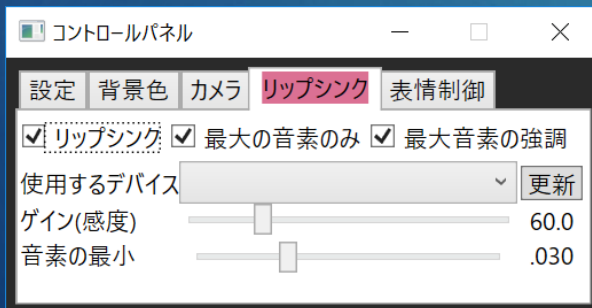 コントロールパネル
設定 背景色 カメラ リップシンク 表情制御
リップシンク 最大の音素のみ 最大音素の強調
使用するデバイス 更新
ゲイン(感度) 60.0
音素の最小 .030